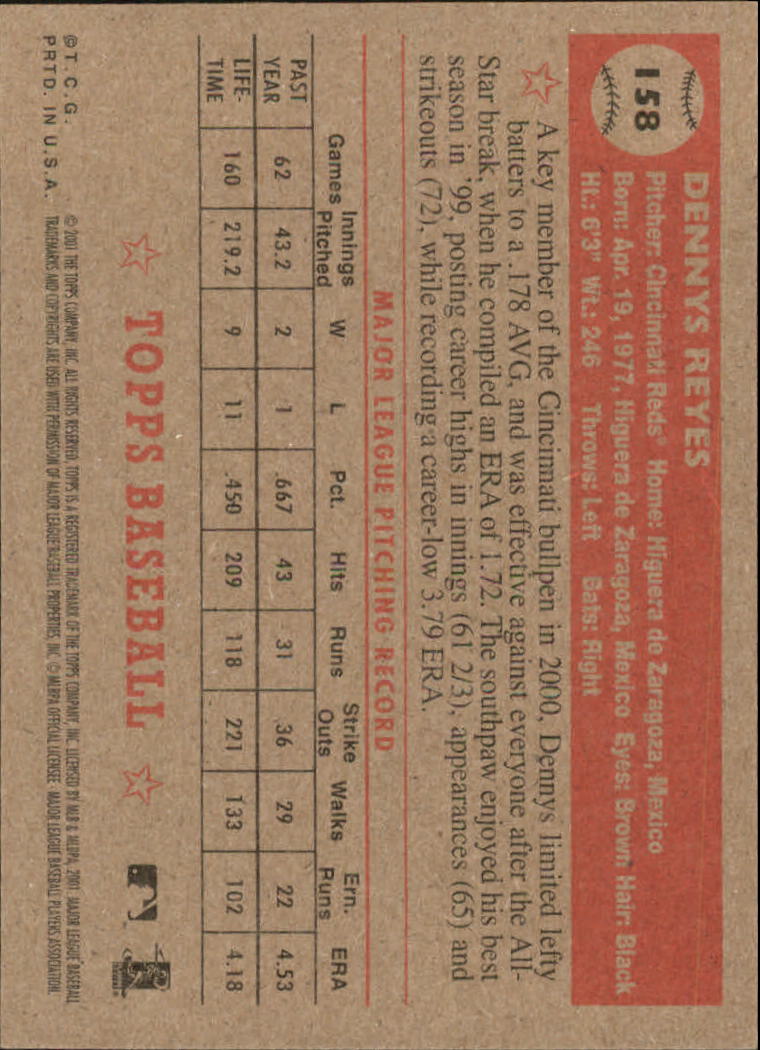 158
DENNYS REYES
Pitcher: Cincinnati Reds® Home: Higuera de Zaragoza, Mexico
Born: Apr. 19, 1977, Higuera de Zaragoza, Mexico Eyes: Brown Hair: Black
Ht.: 6'3" Wt.: 246 Throws: Left Bats: Right
A key member of the Cincinnati bullpen in 2000, Dennys limited lefty
batters to a .178 AVG, and was effective against everyone after the All-
Star break, when he compiled an ERA of 1.72. The southpaw enjoyed his best
season in '99, posting career highs in innings (61 2/3), appearances (65) and
strikeouts (72), while recording a career-low 3.79 ERA.
MAJOR LEAGUE PITCHING RECORD
Games Innings Pitched W L Pct. Hits Runs Strike Outs Walks Ern. Runs ERA
PAST YEAR 62 43.2 2 1 .667 43 31 36 29 22 4.53
LIFE-TIME 160 219.2 9 11 .450 209 118 221 133 102 4.18
TOPPS BASEBALL
©T.C.G. © 2001 THE TOPPS COMPANY, INC. ALL RIGHTS RESERVED. TOPPS IS A REGISTERED TRADEMARK OF THE TOPPS COMPANY, INC. LICENSED BY MLB & MLBPA, 2001 MAJOR LEAGUE BASEBALL
PRTD. IN U.S.A. TRADEMARKS AND COPYRIGHTS ARE USED WITH PERMISSION OF MAJOR LEAGUE BASEBALL PROPERTIES, INC. © MLBPA OFFICIAL LICENSEE - MAJOR LEAGUE BASEBALL PLAYERS ASSOCIATION.